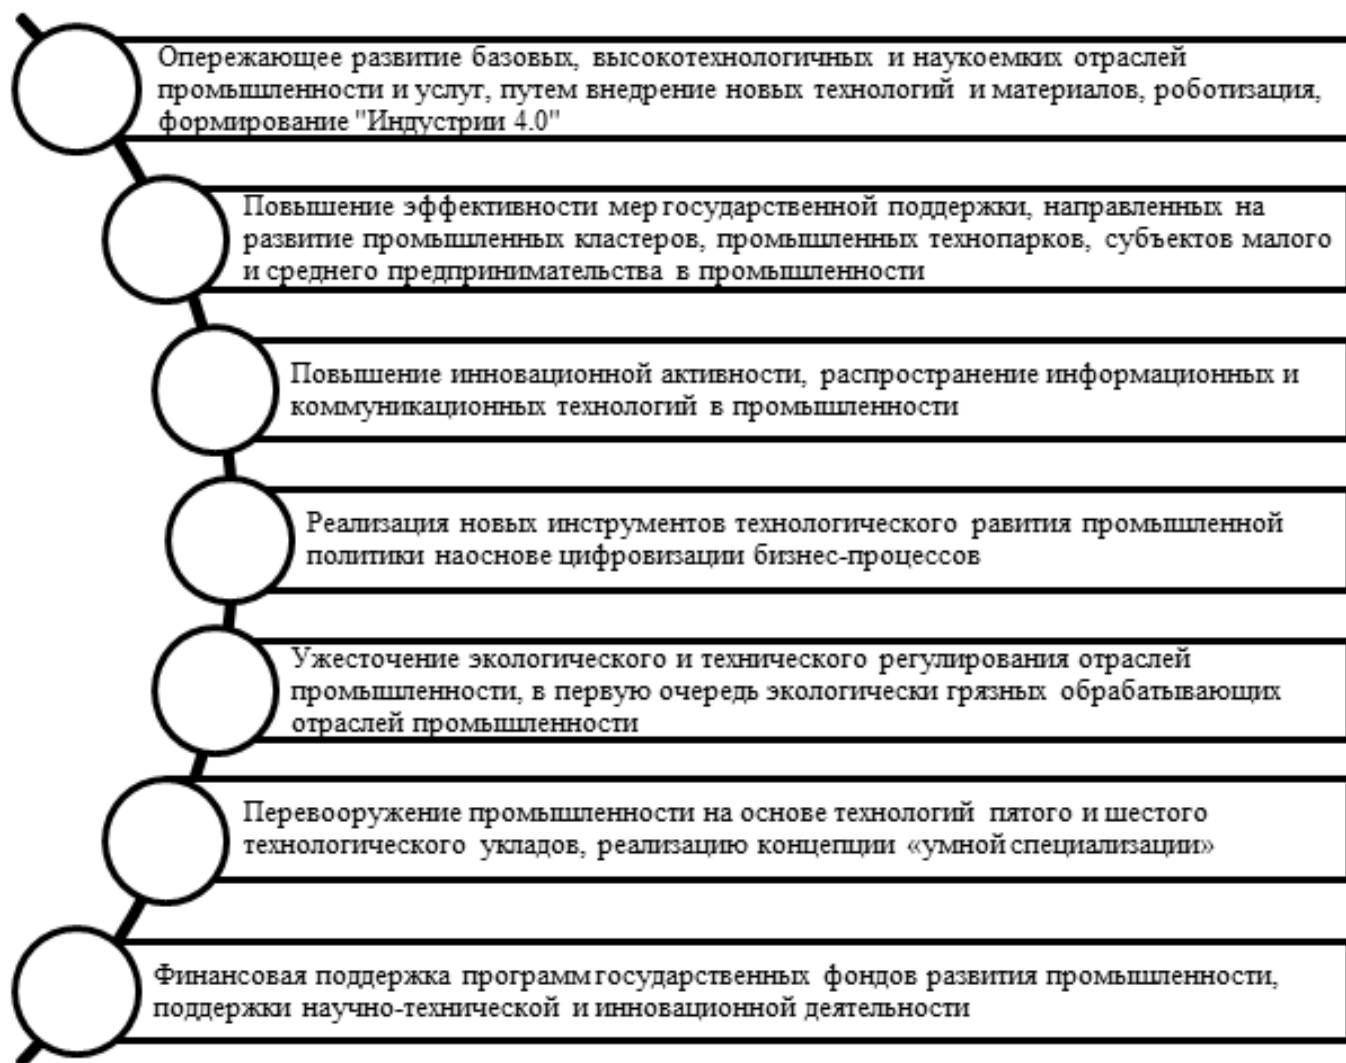 Опережающее развитие базовых, высокотехнологичных и наукоемких отраслей
промышленности и услуг, путем внедрение новых технологий и материалов, роботизация,
формирование "Индустрии 4.0"
Повышение эффективности мер государственной поддержки, направленных на
развитие промышленных кластеров, промышленных технопарков, субъектов малого
и среднего предпринимательства в промышленности
Повышение инновационной активности, распространение информационных и
коммуникационных технологий в промышленности
Реализация новых инструментов технологического равития промышленной
политики наоснове цифровизации бизнес-процессов
Ужесточение экологического и технического регулирования отраслей
промышленности, в первую очередь экологически грязных обрабатывающих
отраслей промышленности
Перевооружение промышленности на основе технологий пятого и шестого
технологического укладов, реализацию концепции «умной специализации»
Финансовая поддержка программ государственных фондов развития промышленности,
поддержки научно-технической и инновационной деятельности